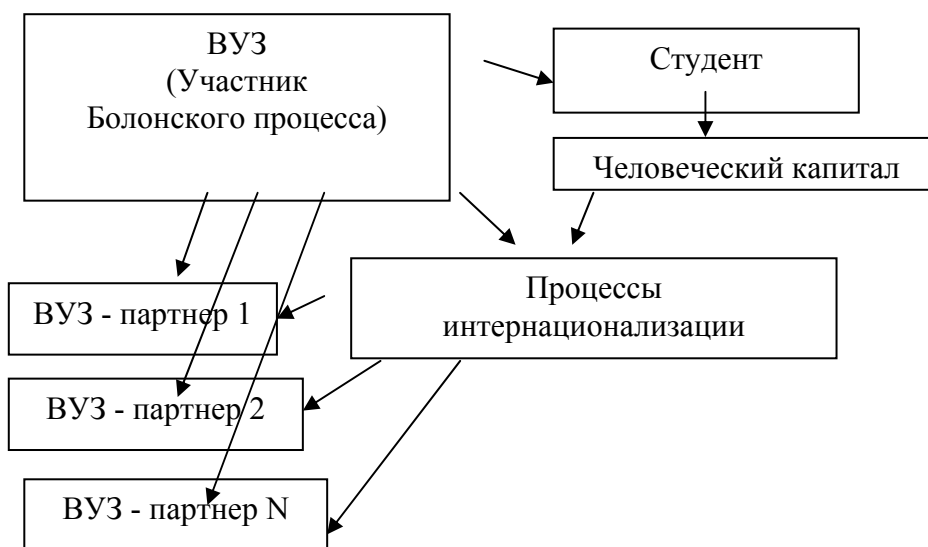 ВУЗ
(Участник
Болонского процесса)
Студент
Человеческий капитал
Процессы
интернационализации
ВУЗ - партнер 1
ВУЗ - партнер 2
ВУЗ - партнер N